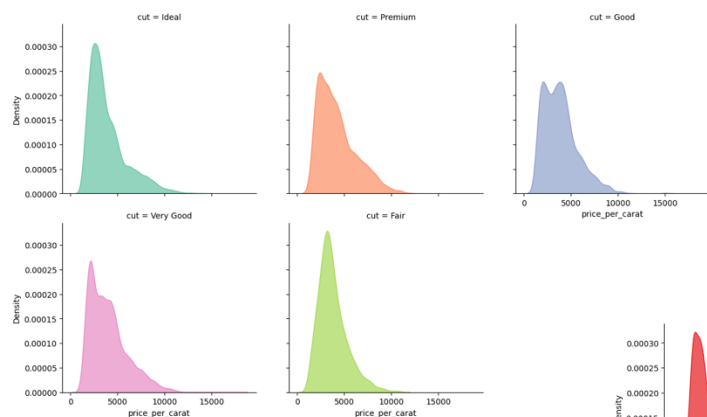 cut = Ideal
cut = Premium
cut = Good
0.00030
0.00025
0.00020
0.00015
0.00010
0.00005
0.00000
Density
0 5000 10000 15000
price_per_carat
cut = Very Good
cut = Fair
0.00030
0.00025
0.00020
0.00015
0.00010
0.00005
0.00000
Density
0 5000 10000 15000
price_per_carat
0 5000 10000 15000
price_per_carat
0.00030
0.00025
0.00020